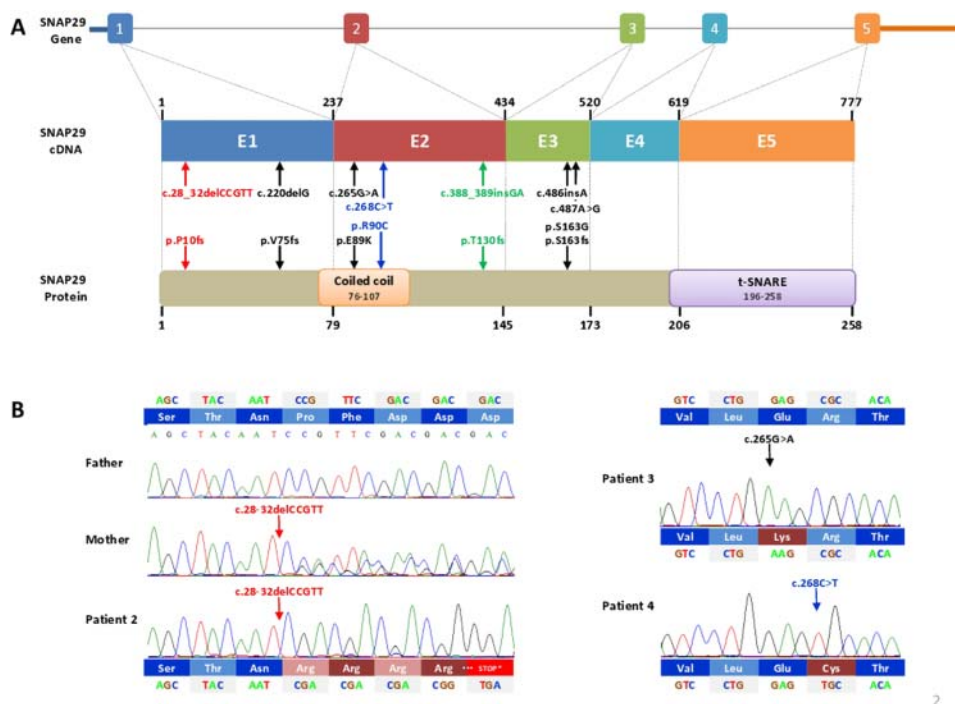 A
SNAP29
Gene
1 2 3 4 5
1 237 434 520 619 777
SNAP29
cDNA
E1 E2 E3 E4 E5
c.28_32delCCGTT c.220delG c.265G>A c.388_389insGA c.486insA
c.268C>T c.487A>G
p.R90C p.S163G
p.P10fs p.V75fs p.E89K p.T130fs p.S163fs
SNAP29
Protein
Coiled coil t-SNARE
76-107 196-258
1 79 145 173 206 258
B
AGC TAC AAT CCG TTC GAC GAC GAC
Ser Thr Asn Pro Phe Asp Asp Asp
A G C T A C A A T C C G T T C G A C G A C G A C
Father
c.28-32delCCGTT
Mother
c.28-32delCCGTT
Patient 2
Ser Thr Asn Arg Arg Arg Arg ... STOP*
AGC TAC AAT CGA CGA CGA CGG TGA
GTC CTG GAG CGC ACA
Val Leu Glu Arg Thr
c.265G>A
Patient 3
Val Leu Lys Arg Thr
GTC CTG AAG CGC ACA
c.268C>T
Patient 4
Val Leu Glu Cys Thr
GTC CTG GAG TGC ACA
2